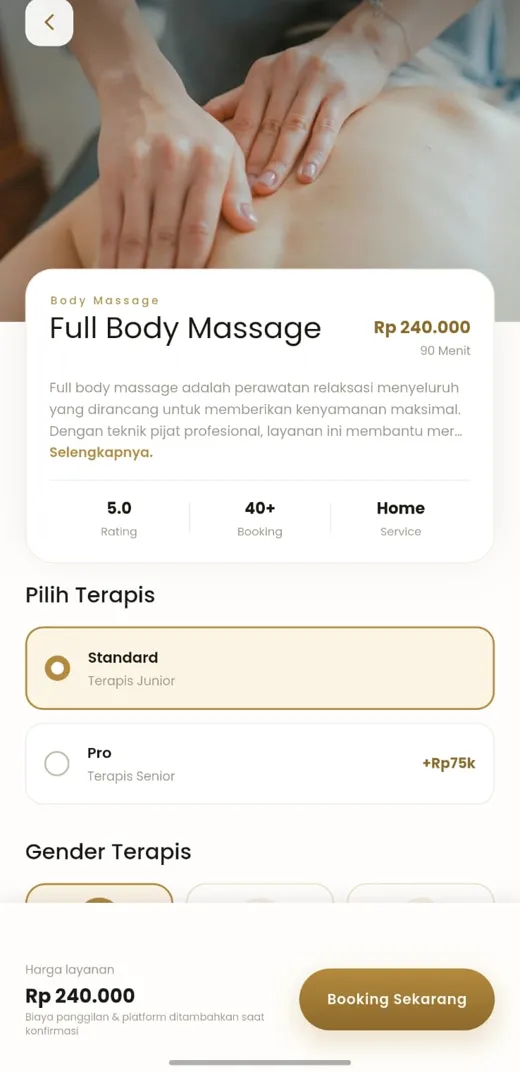 Body Massage
Full Body Massage
Rp 240.000
90 Menit
Full body massage adalah perawatan relaksasi menyeluruh
yang dirancang untuk memberikan kenyamanan maksimal.
Dengan teknik pijat profesional, layanan ini membantu mer...
Selengkapnya.
5.0
Rating
40+
Booking
Home
Service
Pilih Terapis
Standard
Terapis Junior
Pro
Terapis Senior
+Rp75k
Gender Terapis
Harga layanan
Rp 240.000
Biaya panggilan & platform ditambahkan saat
konfirmasi
Booking Sekarang